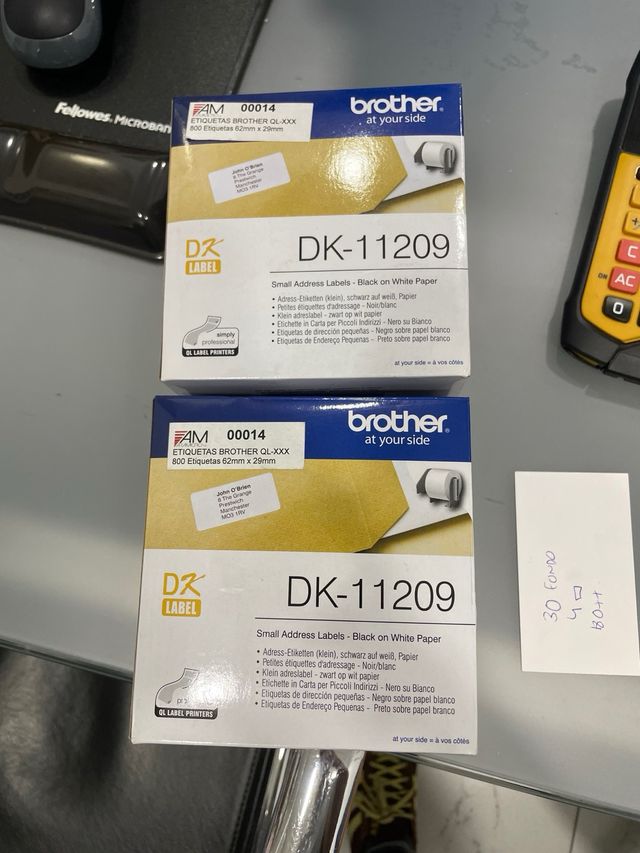 Fellowes. MICROBAN
AM 00014
ETIQUETAS BROTHER QL-XXX
800 Etiquetas 62mm x 29mm
brother
at your side
John O'Brien
8 The Grange
Prestwich
Manchester
MO3 1RV
DK
LABEL
DK-11209
Small Address Labels - Black on White Paper
• Adress-Etiketten (klein), schwarz auf weiß, Papier
• Petites étiquettes d'adressage - Noir/blanc
• Klein adreslabel - zwart op wit papier
• Etichette in Carta per Piccoli Indirizzi - Nero su Bianco
• Etiquetas de dirección pequeñas - Negro sobre papel blanco
• Etiquetas de Endereço Pequenas - Preto sobre papel branco
simply
professional
QL LABEL PRINTERS
at your side = à vos côtés
AM 00014
ETIQUETAS BROTHER QL-XXX
800 Etiquetas 62mm x 29mm
brother
at your side
John O'Brien
8 The Grange
Prestwich
Manchester
MO3 1RV
DK
LABEL
DK-11209
Small Address Labels - Black on White Paper
• Adress-Etiketten (klein), schwarz auf weiß, Papier
• Petites étiquettes d'adressage - Noir/blanc
• Klein adreslabel - zwart op wit papier
• Etichette in Carta per Piccoli Indirizzi - Nero su Bianco
• Etiquetas de dirección pequeñas - Negro sobre papel blanco
• Etiquetas de Endereço Pequenas - Preto sobre papel branco
QL LABEL PRINTERS
at your side = à vos côtés
C
ON AC
0
30 FONDO
4